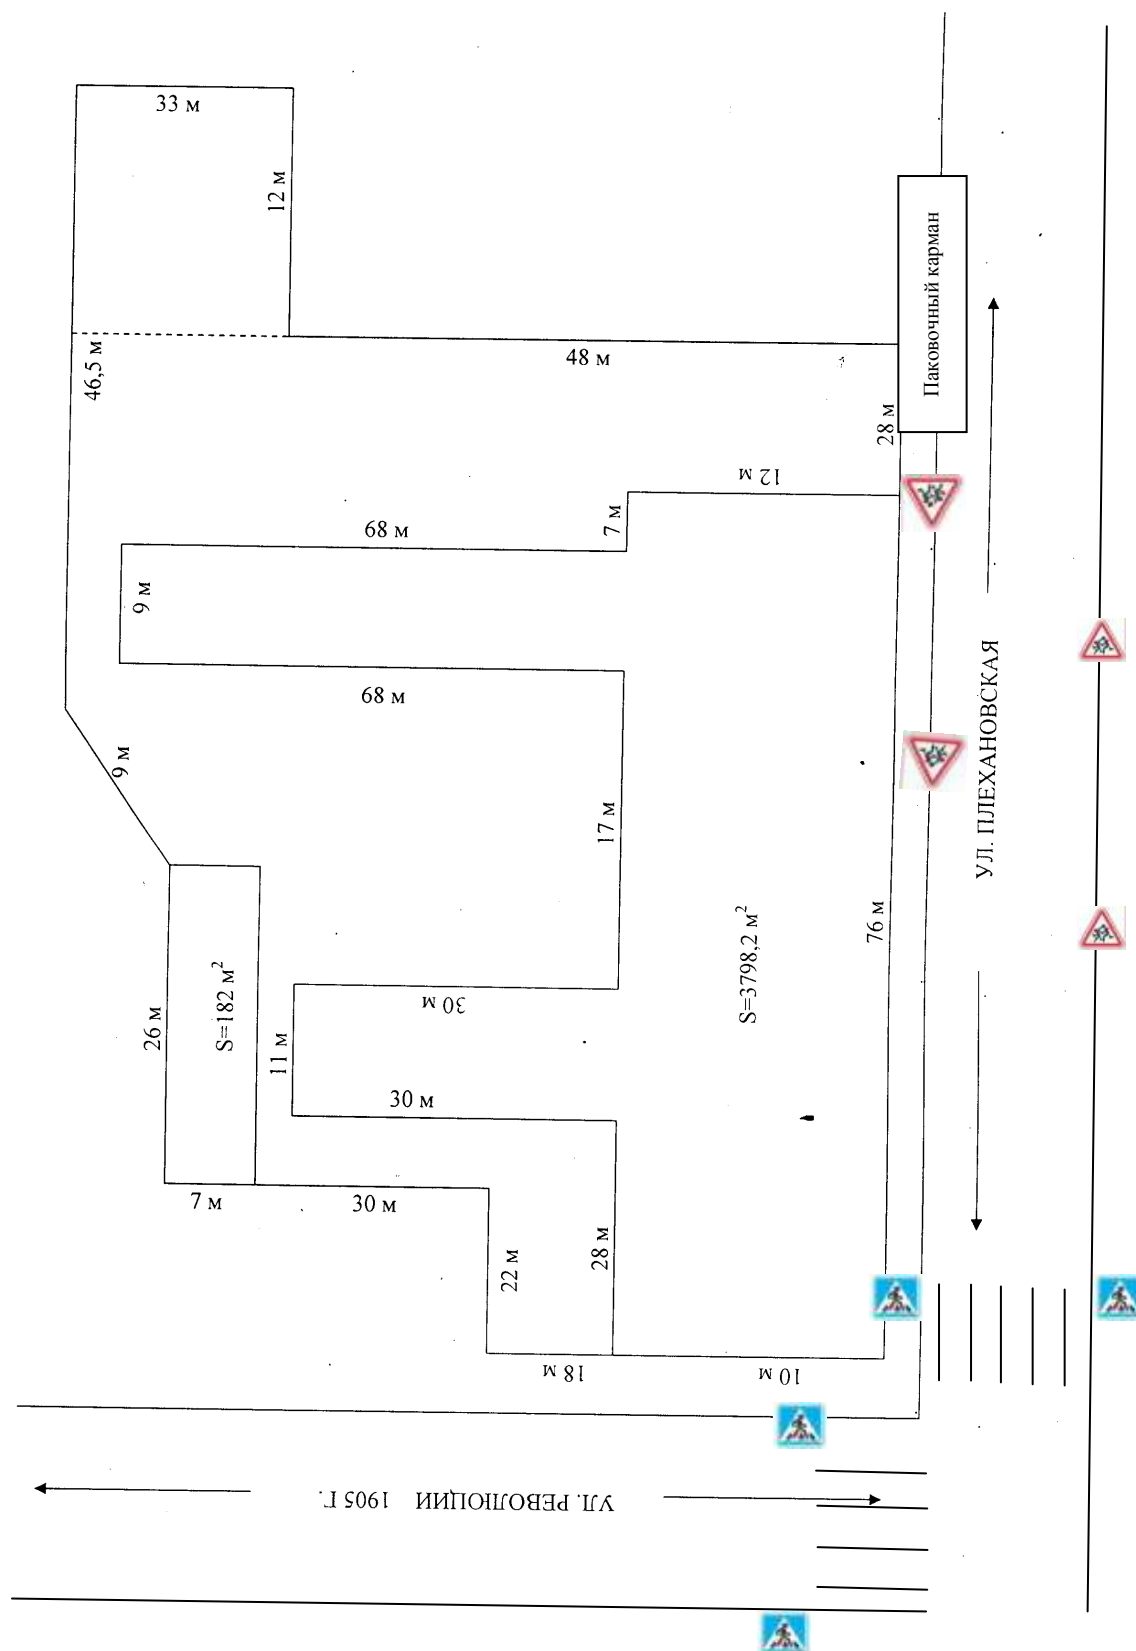 33 м
12 м
46,5 м
48 м
Паковочный карман
28 м
12 м
7 м
68 м
9 м
68 м
9 м
17 м
УЛ. ПЛЕХАНОВСКАЯ
76 м
S=3798,2 м²
30 м
S=182 м²
26 м
11 м
30 м
7 м
30 м
28 м
22 м
18 м
10 м
УЛ. РЕВОЛЮЦИИ 1905 Г.